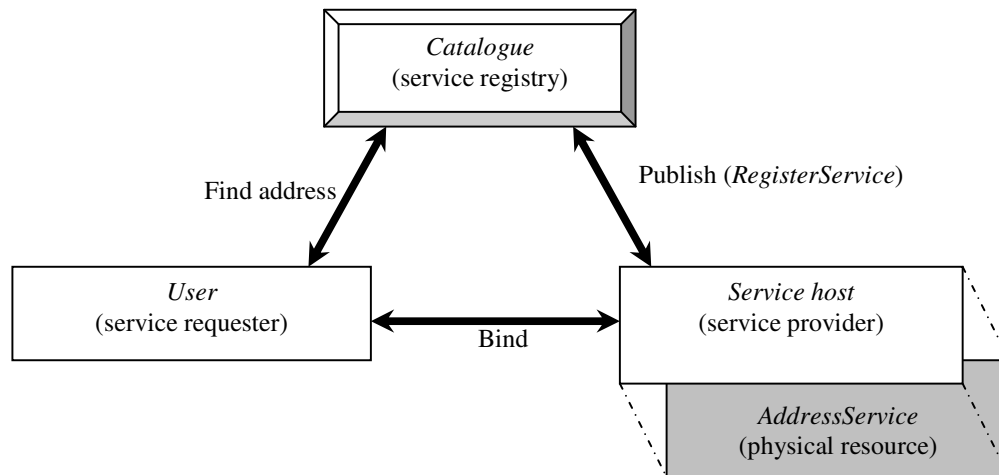 Catalogue
(service registry)
Find address
Publish (RegisterService)
User
(service requester)
Bind
Service host
(service provider)
AddressService
(physical resource)